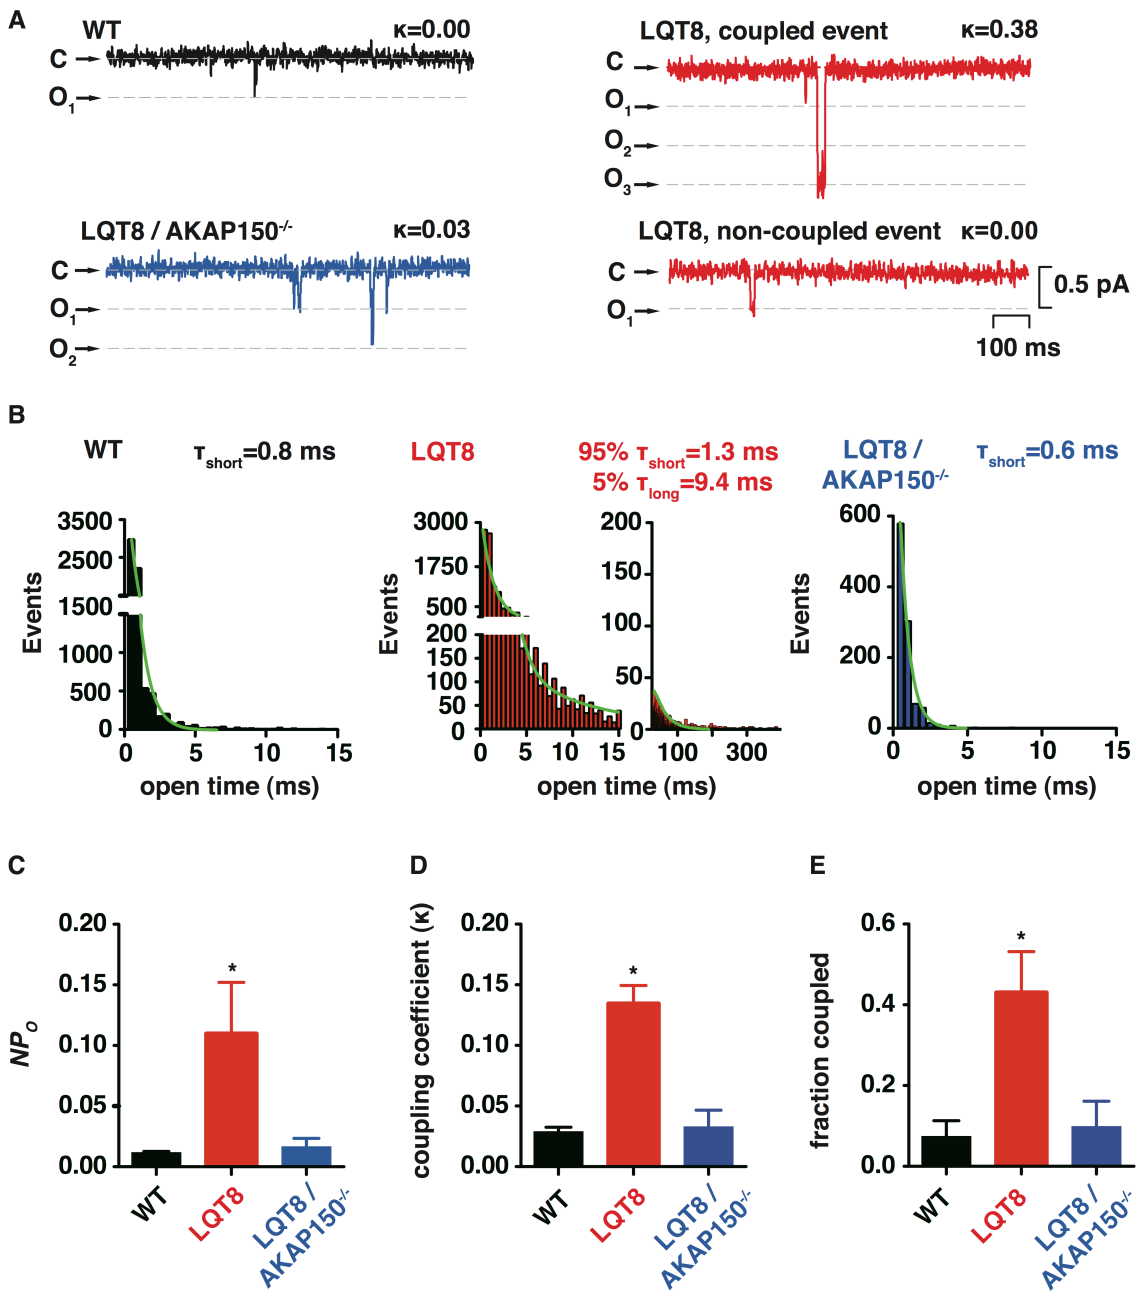 A
WT κ=0.00
C
O1
LQT8, coupled event κ=0.38
C
O1
O2
O3
LQT8 / AKAP150-/- κ=0.03
C
O1
O2
LQT8, non-coupled event κ=0.00
C
O1
0.5 pA
100 ms
B
WT τshort=0.8 ms
Events
3500
2500
1500
1000
500
0
0 5 10 15
open time (ms)
LQT8
95% τshort=1.3 ms
5% τlong=9.4 ms
Events
3000
1750
500
200
150
100
50
0
0 5 10 15
200
150
100
50
0
100 300
open time (ms)
LQT8 /
AKAP150-/-
τshort=0.6 ms
Events
600
400
200
0
0 5 10 15
open time (ms)
C
NPO
0.20
0.15
0.10
0.05
0.00
*
WT
LQT8
LQT8 /
AKAP150-/-
D
coupling coefficient (κ)
0.20
0.15
0.10
0.05
0.00
*
WT
LQT8
LQT8 /
AKAP150-/-
E
fraction coupled
0.6
0.4
0.2
0.0
*
WT
LQT8
LQT8 /
AKAP150-/-